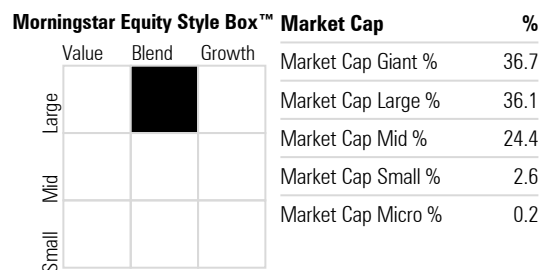 Morningstar Equity Style Box™
Value Blend Growth
Large
Mid
Small
Market Cap %
Market Cap Giant % 36.7
Market Cap Large % 36.1
Market Cap Mid % 24.4
Market Cap Small % 2.6
Market Cap Micro % 0.2